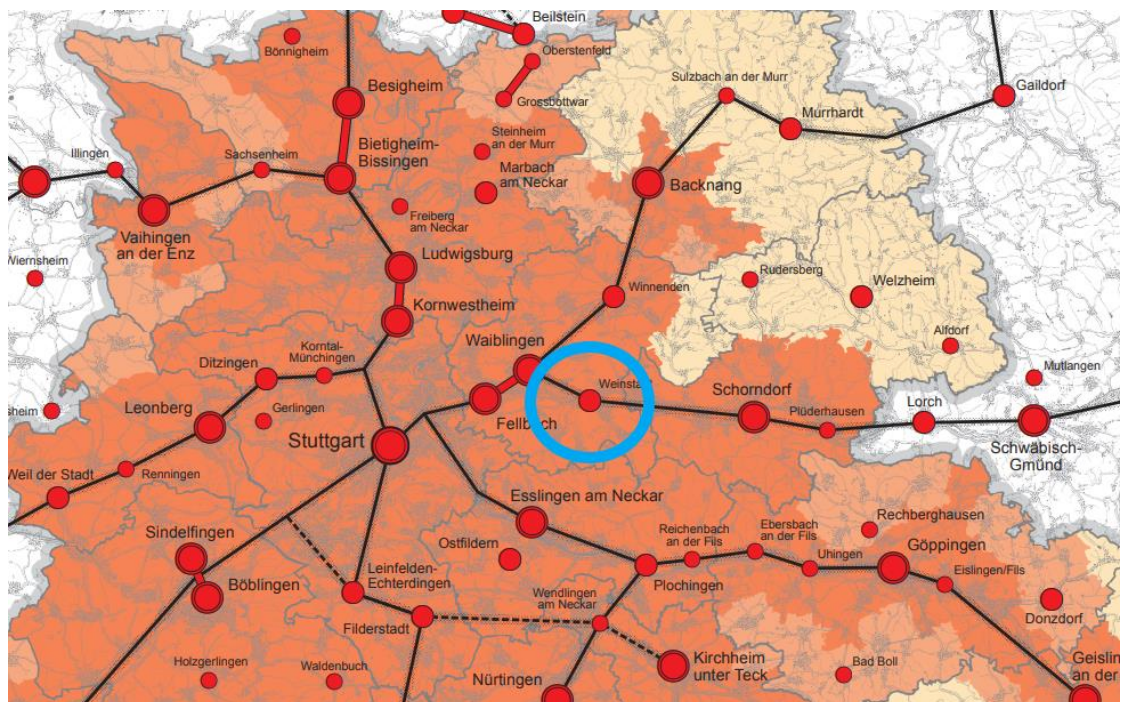 Beilstein
Bönnigheim
Oberstenfeld
Besigheim
Sulzbach an der Murr
Gaildorf
Grossbottwar
Murrhardt
Steinheim
an der Murr
Illingen
Sachsenheim
Bietigheim-
Bissingen
Marbach
am Neckar
Backnang
Freiberg
am Neckar
Vaihingen
an der Enz
Ludwigsburg
Wiernsheim
Rudersberg
Welzheim
Winnenden
Kornwestheim
Waiblingen
Alfdorf
Korntal-
Münchingen
Ditzingen
Mutlangen
Schorndorf
Lorch
Leonberg
Gerlingen
Plüderhausen
Fellbach
Stuttgart
Schwäbisch-
Gmünd
Weil der Stadt
Renningen
Esslingen am Neckar
Rechberghausen
Sindelfingen
Reichenbach
an der Fils
Ebersbach
an der Fils
Göppingen
Ostfildern
Uhingen
Eislingen/Fils
Leinfelden-
Echterdingen
Böblingen
Plochingen
Wendlingen
am Neckar
Donzdorf
Filderstadt
Holzgerlingen
Waldenbuch
Kirchheim
unter Teck
Bad Boll
Nürtingen